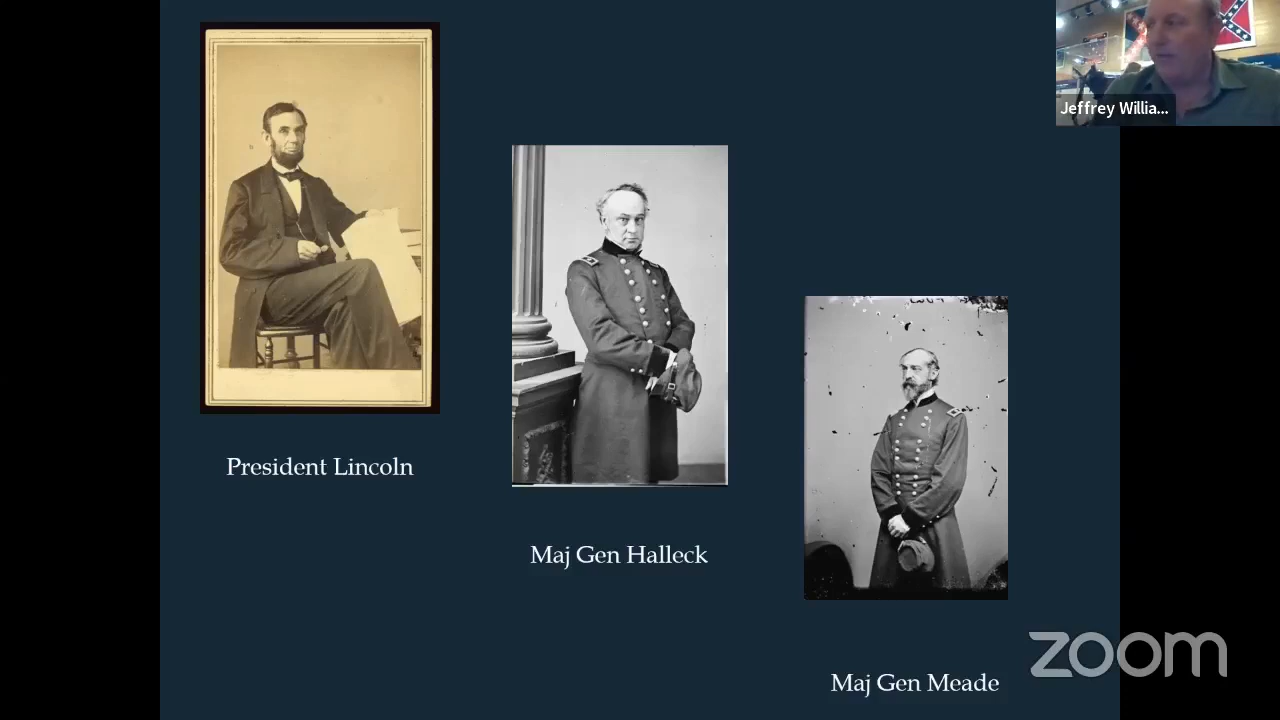 Jeffrey Willia...
President Lincoln
Maj Gen Halleck
Maj Gen Meade
zoom